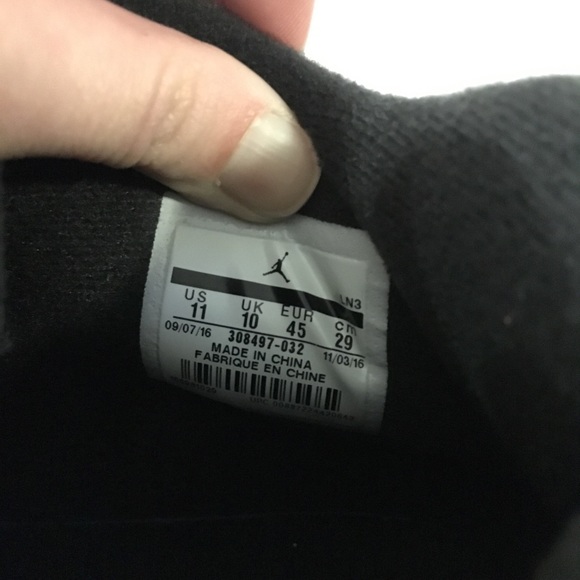 LN3
US UK EUR cm
11 10 45 29
09/07/16 308497-032 11/03/16
MADE IN CHINA
FABRIQUE EN CHINE